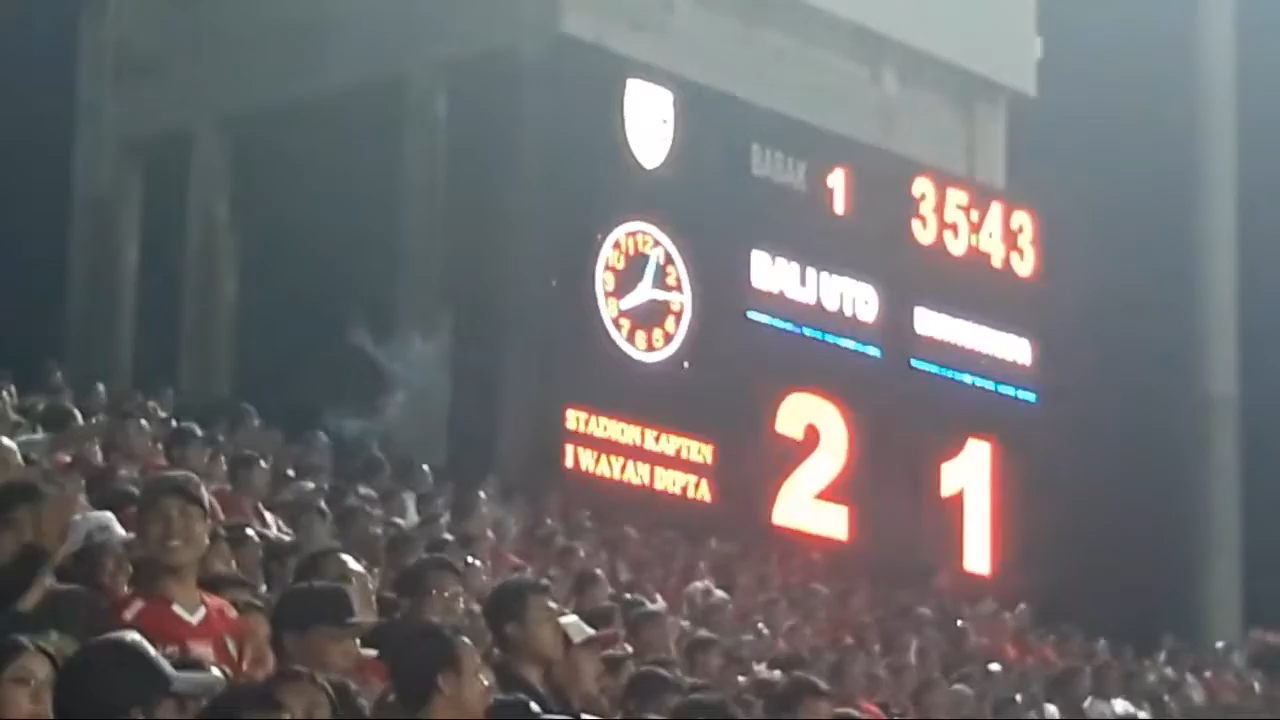 BABAK 1 35:43
BALI UTD
2 1
STADION KAPTEN
I WAYAN DIPTA